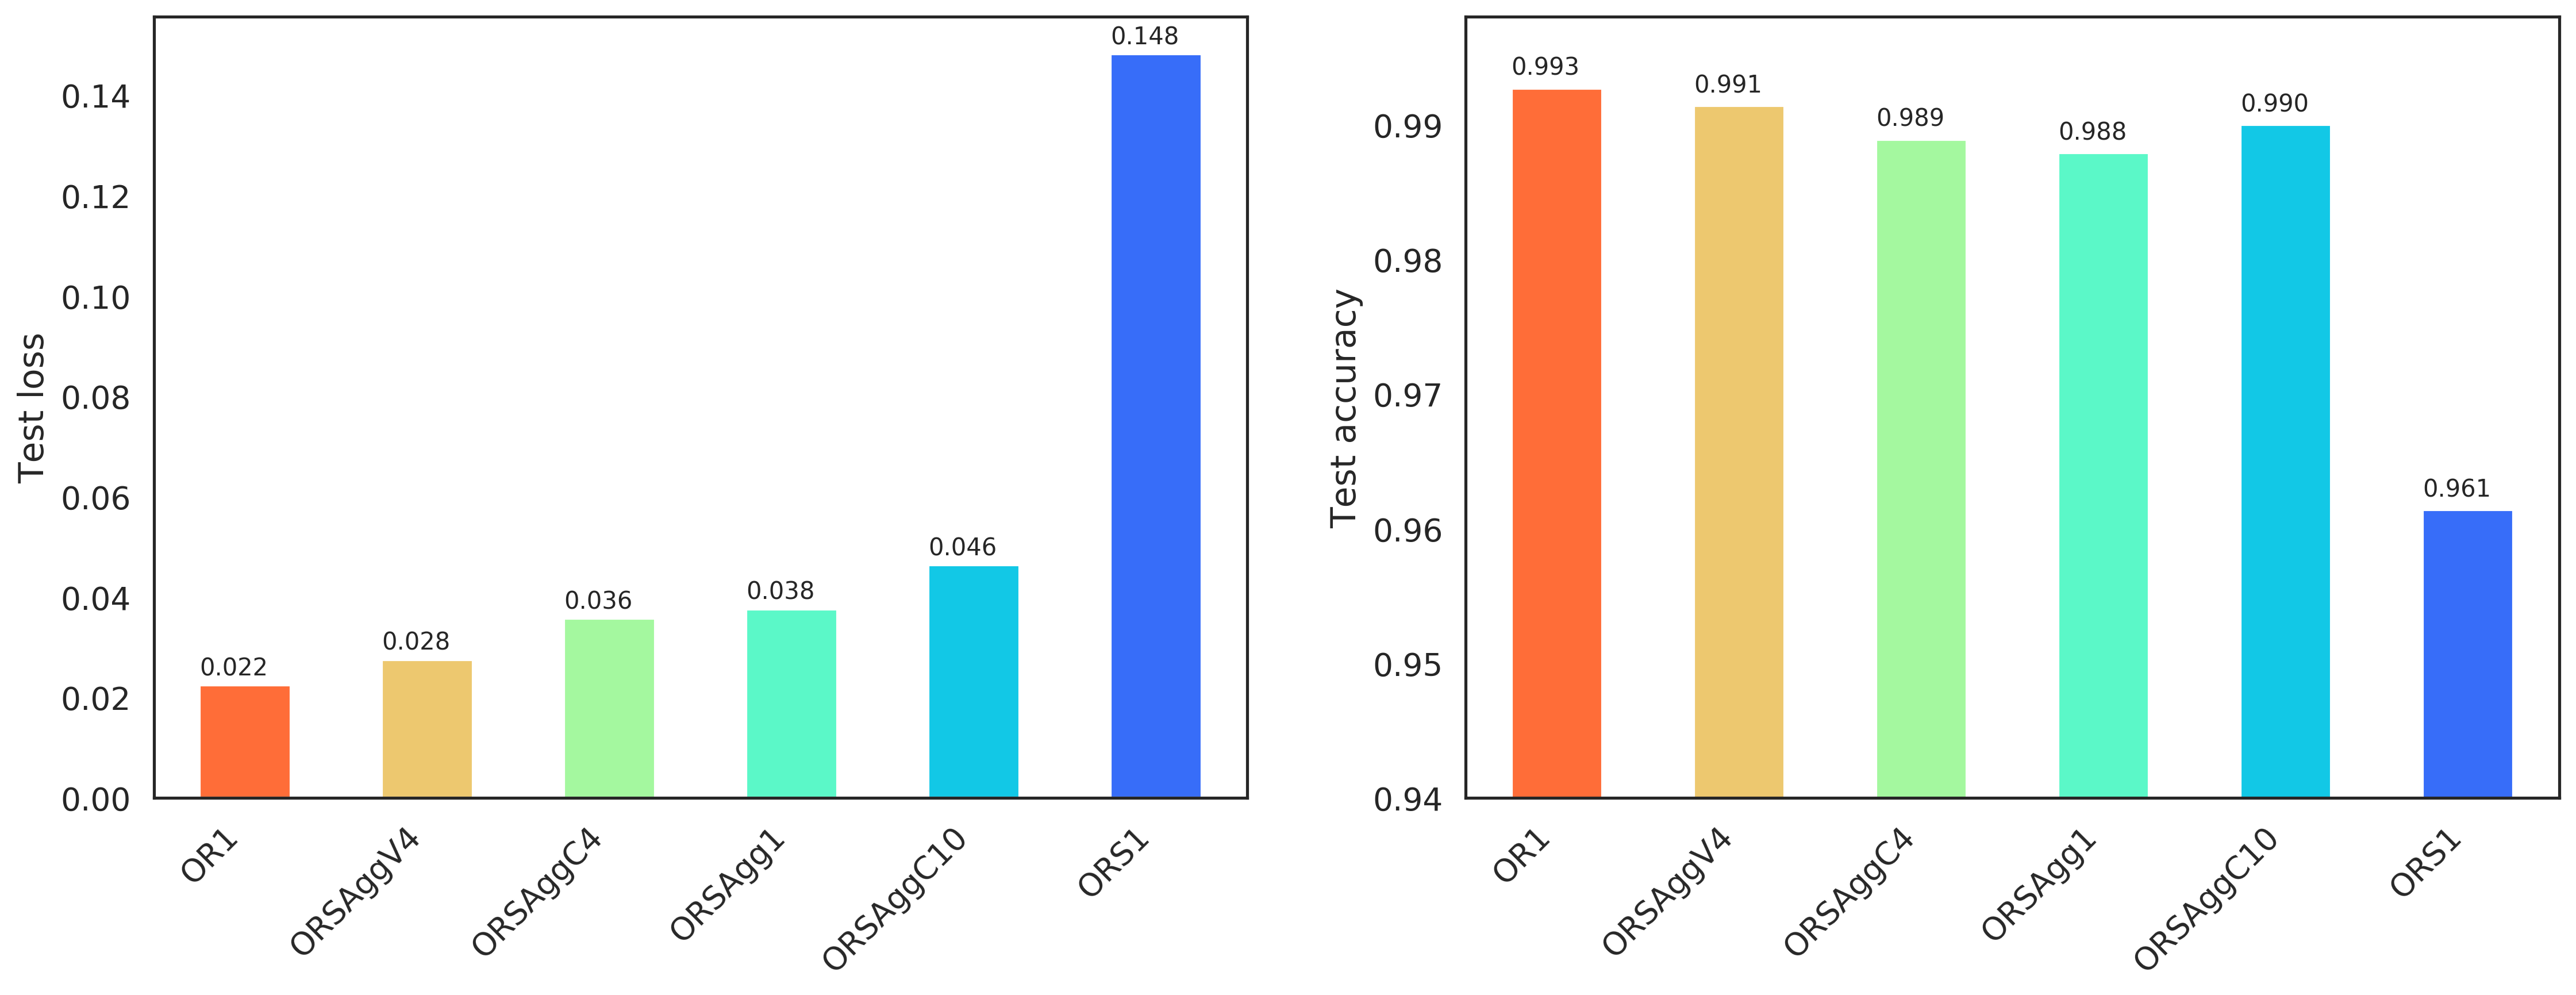 Test loss
0.14
0.12
0.10
0.08
0.06
0.04
0.02
0.00
0.022
0.028
0.036
0.038
0.046
0.148
OR1
ORSAggV4
ORSAggC4
ORSAgg1
ORSAggC10
ORS1
Test accuracy
0.99
0.98
0.97
0.96
0.95
0.94
0.993
0.991
0.989
0.988
0.990
0.961
OR1
ORSAggV4
ORSAggC4
ORSAgg1
ORSAggC10
ORS1